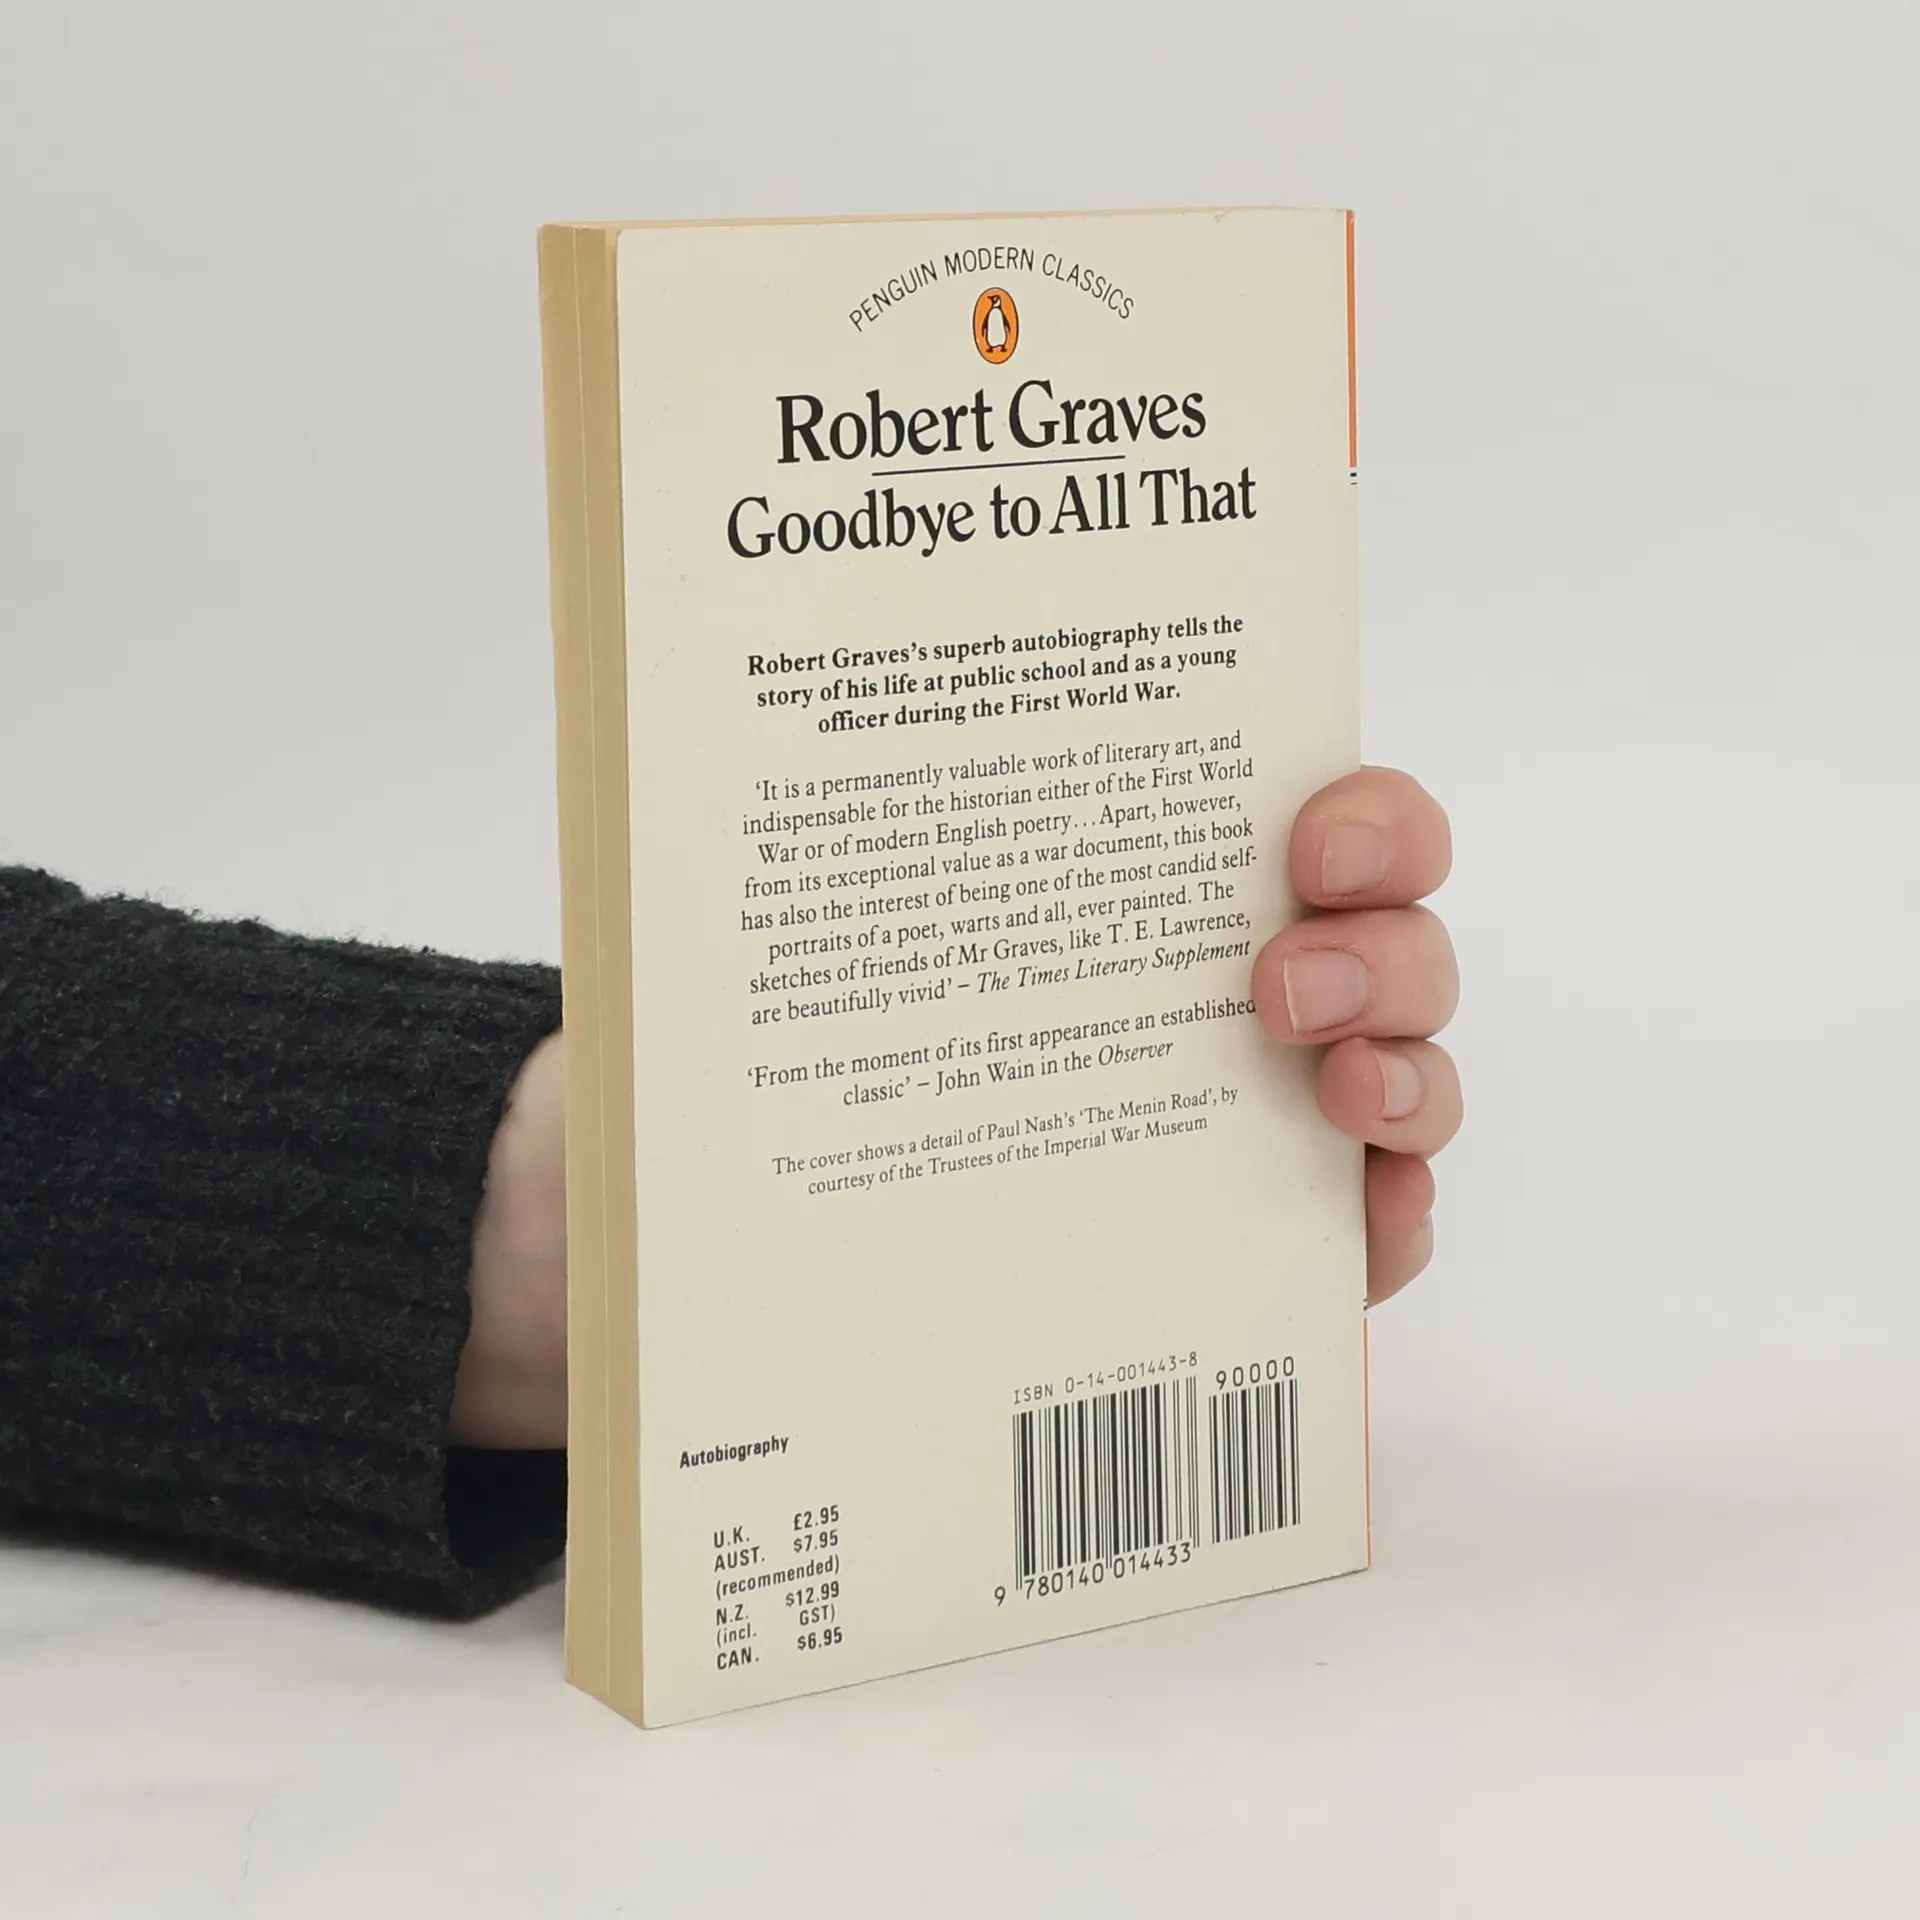 PENGUIN MODERN CLASSICS
Robert Graves
Goodbye to All That
Robert Graves's superb autobiography tells the
story of his life at public school and as a young
officer during the First World War.
'It is a permanently valuable work of literary art, and
indispensable for the historian either of the First World
War or of modern English poetry...Apart, however,
from its exceptional value as a war document, this book
has also the interest of being one of the most candid self-
portraits of a poet, warts and all, ever painted. The
sketches of friends of Mr Graves, like T. E. Lawrence,
are beautifully vivid' – The Times Literary Supplement
'From the moment of its first appearance an established
classic' – John Wain in the Observer
The cover shows a detail of Paul Nash's 'The Menin Road', by
courtesy of the Trustees of the Imperial War Museum
ISBN 0-14-001443-8
90000
9 780140 014433
Autobiography
U.K. £2.95
AUST. $7.95
(recommended)
N.Z. $12.99
(incl. GST)
CAN. $6.95